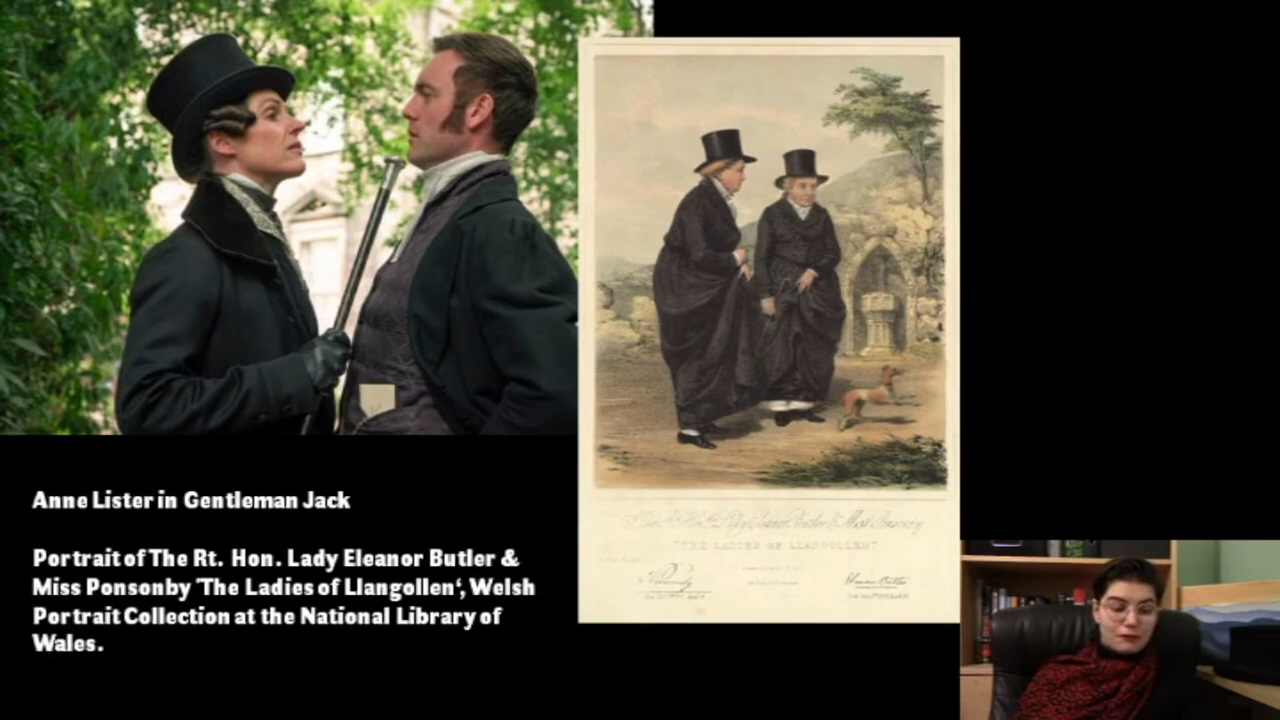 Anne Lister in Gentleman Jack
Portrait of The Rt. Hon. Lady Eleanor Butler &
Miss Ponsonby 'The Ladies of Llangollen‘, Welsh
Portrait Collection at the National Library of
Wales.
"THE LADIES OF LLANGOLLEN"